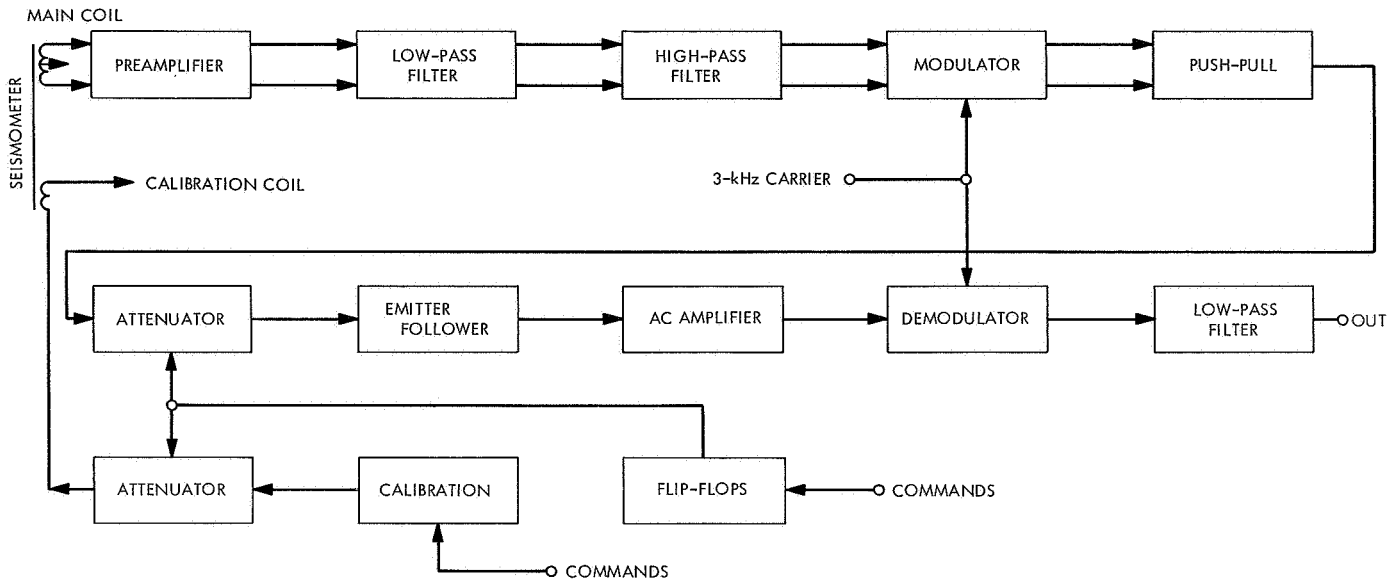 MAIN COIL
PREAMPLIFIER
LOW-PASS
FILTER
HIGH-PASS
FILTER
MODULATOR
PUSH-PULL
SEISMOMETER
CALIBRATION COIL
3-kHz CARRIER
ATTENUATOR
EMITTER
FOLLOWER
AC AMPLIFIER
DEMODULATOR
LOW-PASS
FILTER
OUT
ATTENUATOR
CALIBRATION
FLIP-FLOPS
COMMANDS
COMMANDS